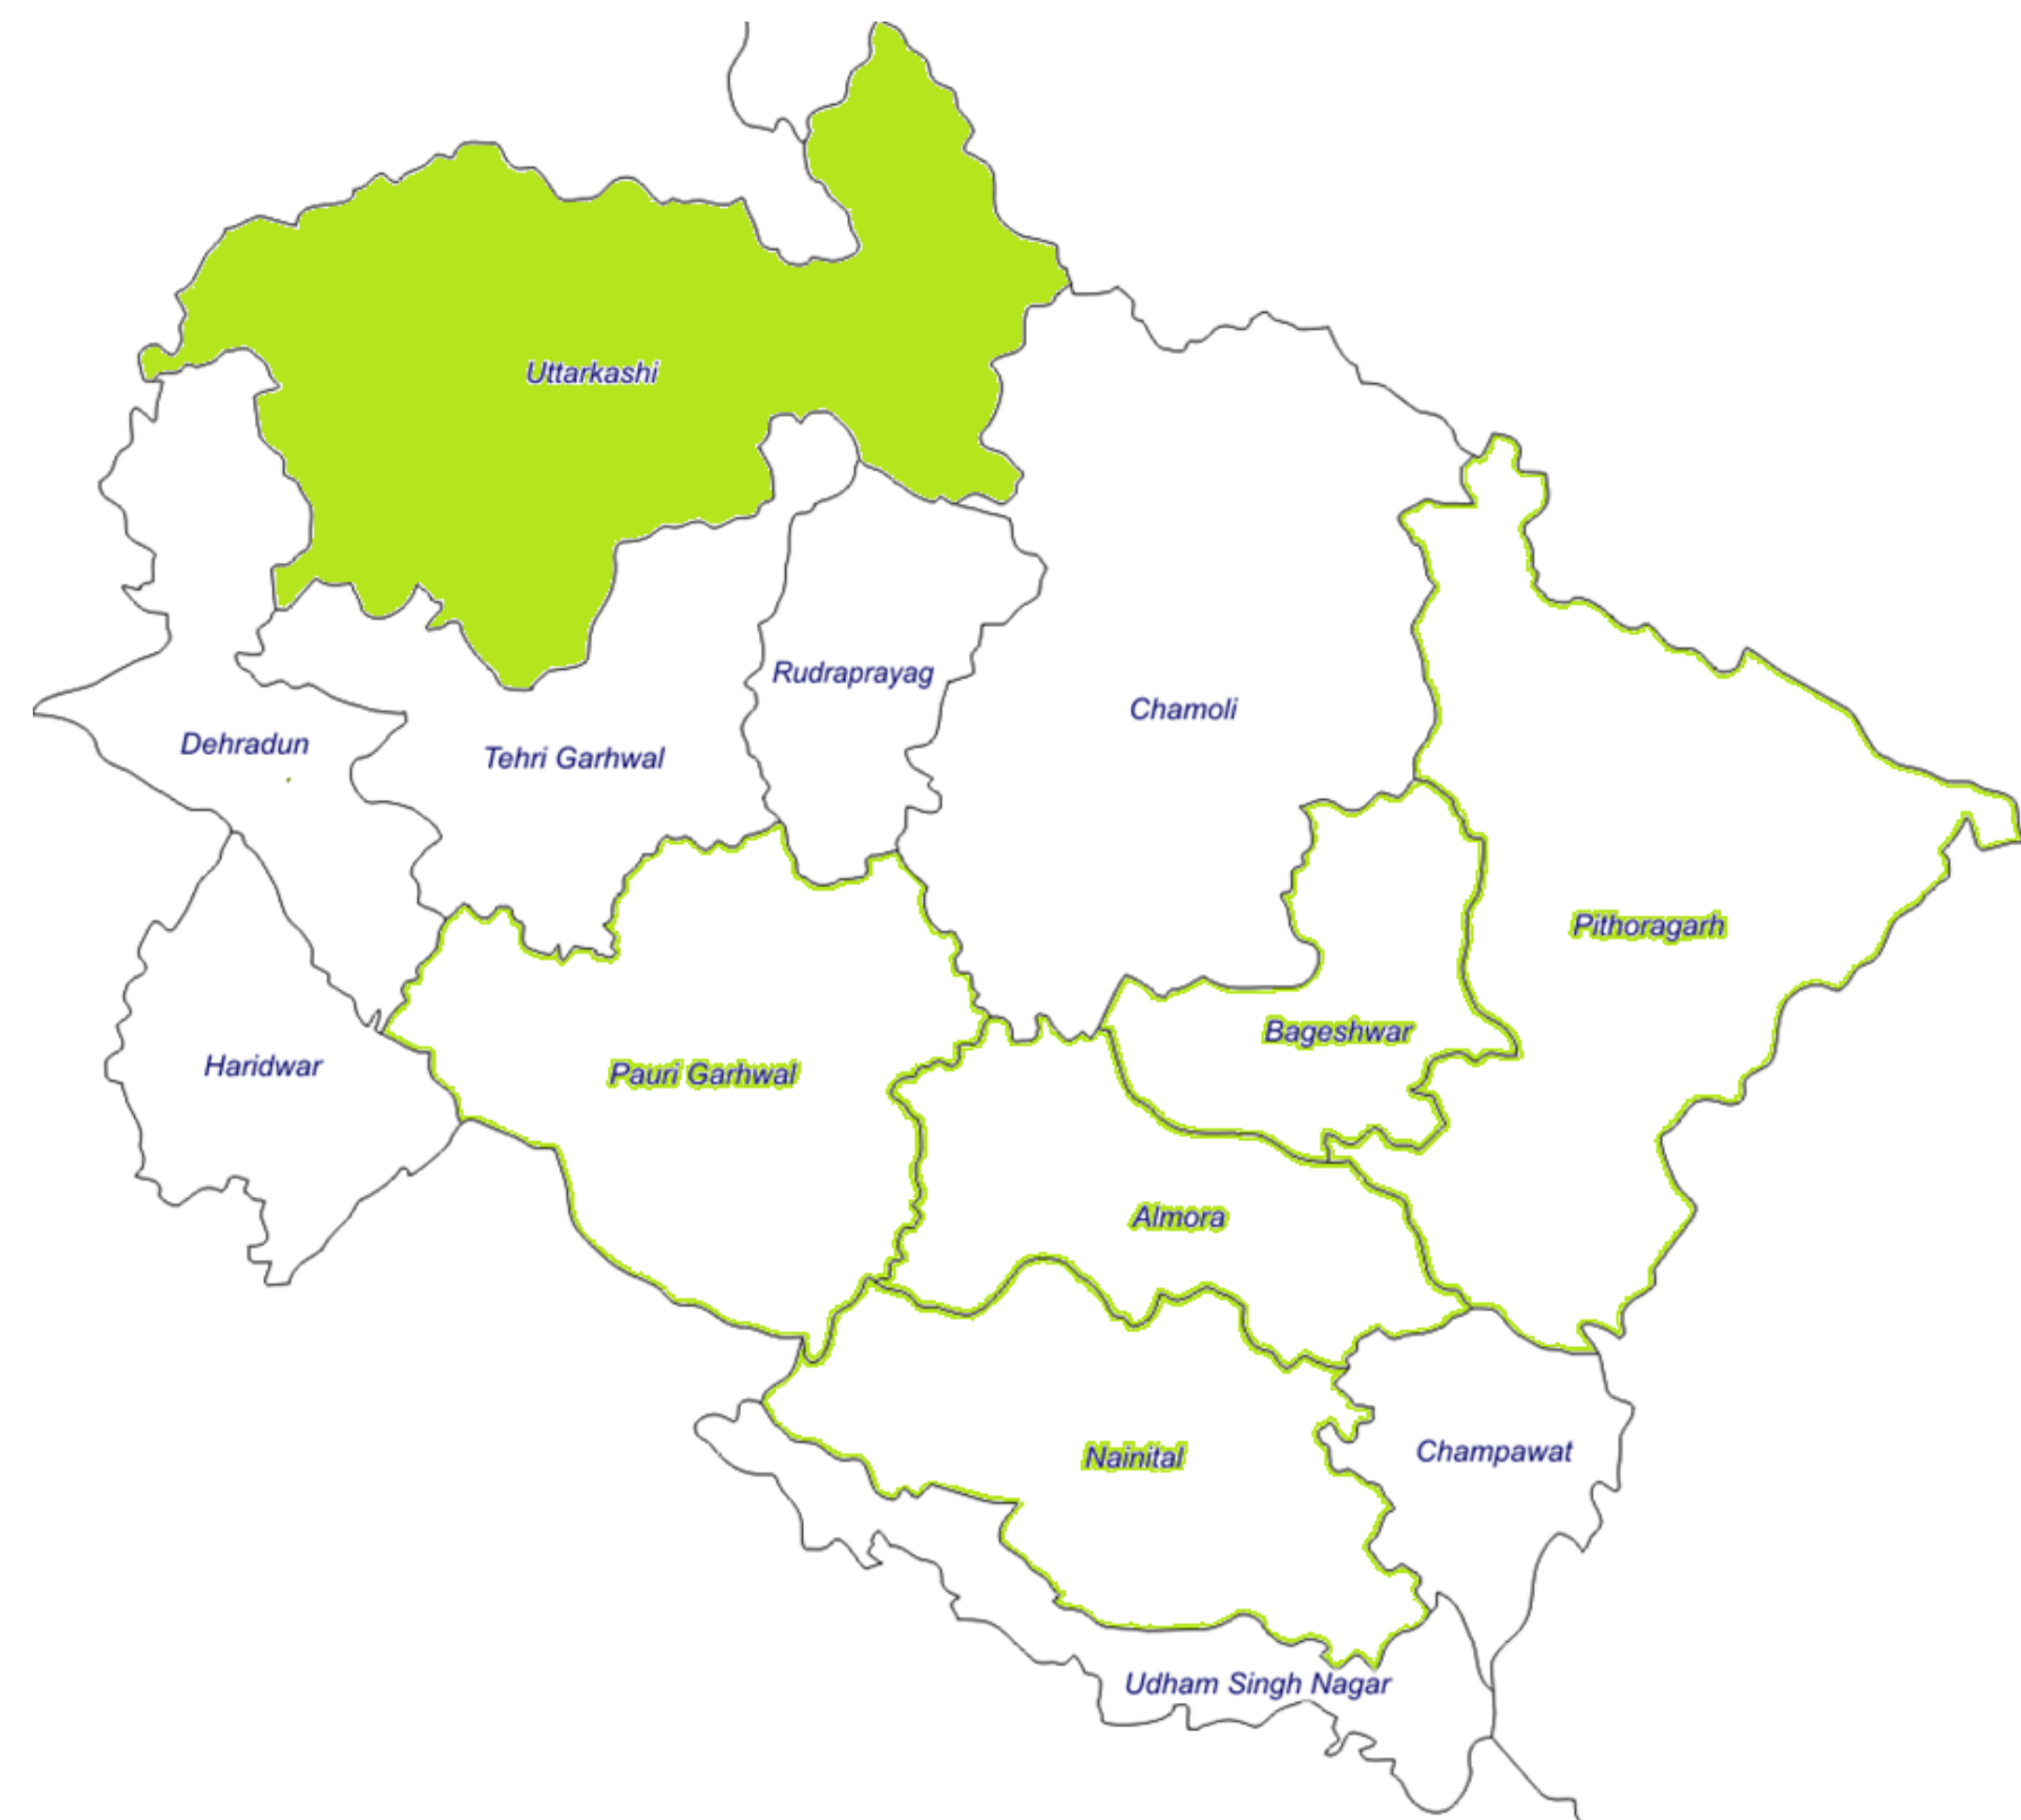 Uttarkashi
Rudraprayag
Chamoli
Dehradun
Tehri Garhwal
Pithoragarh
Bageshwar
Haridwar
Pauri Garhwal
Almora
Nainital
Champawat
Udham Singh Nagar